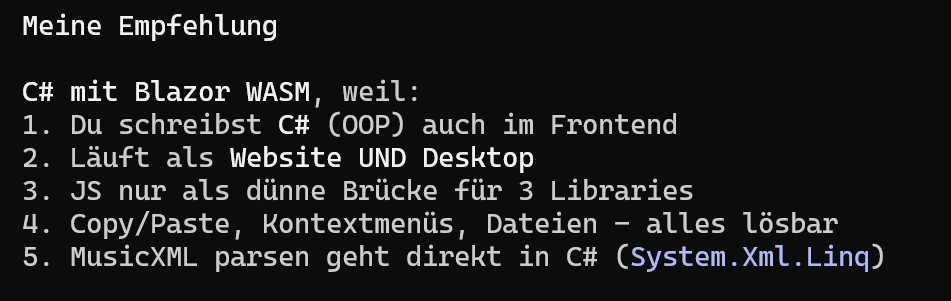 Meine Empfehlung
C# mit Blazor WASM, weil:
1. Du schreibst C# (OOP) auch im Frontend
2. Läuft als Website UND Desktop
3. JS nur als dünne Brücke für 3 Libraries
4. Copy/Paste, Kontextmenüs, Dateien – alles lösbar
5. MusicXML parsen geht direkt in C# (System.Xml.Linq)